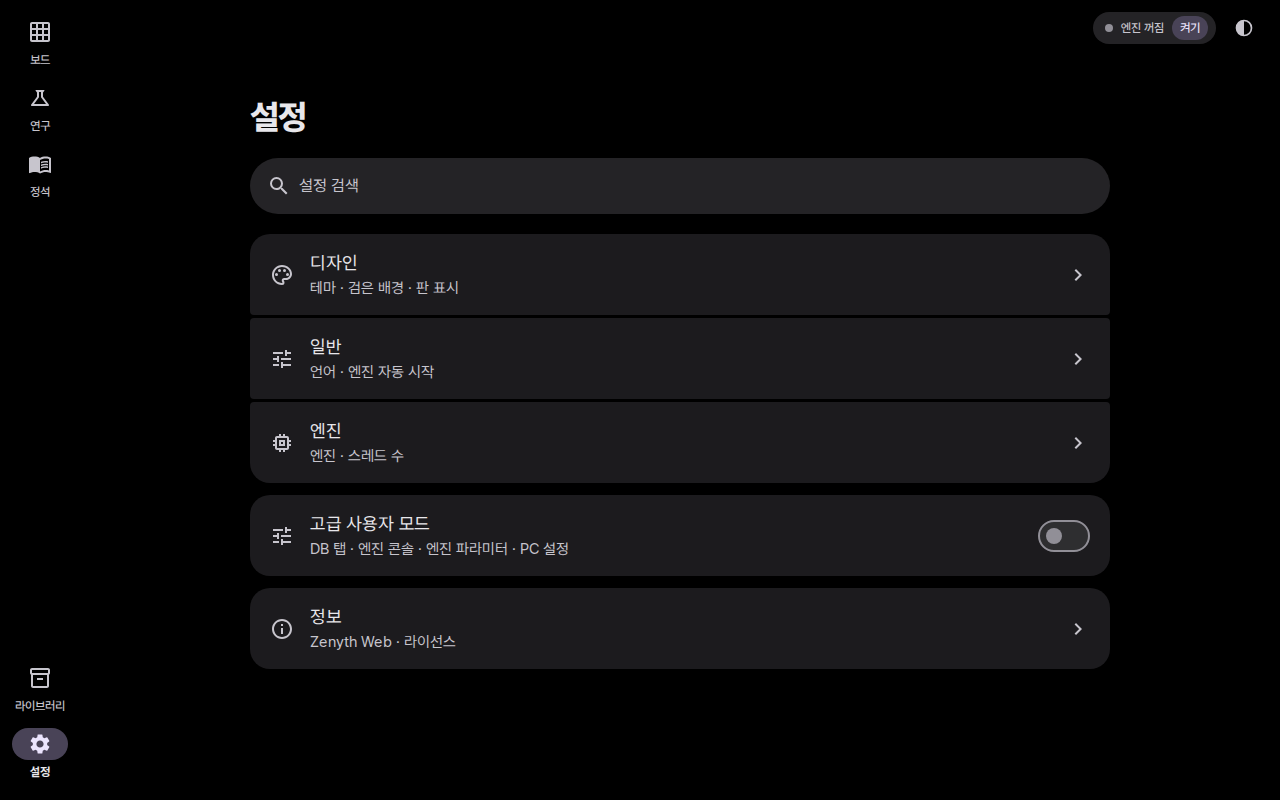 보드
연구
정석
라이브러리
설정
엔진 꺼짐
켜기
설정
설정 검색
디자인
테마 · 검은 배경 · 판 표시
일반
언어 · 엔진 자동 시작
엔진
엔진 · 스레드 수
고급 사용자 모드
DB 탭 · 엔진 콘솔 · 엔진 파라미터 · PC 설정
정보
Zenyth Web · 라이선스